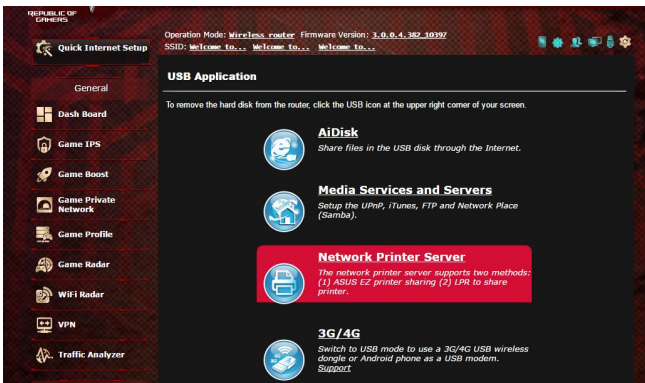 REPUBLIC OF
GAMERS
Quick Internet Setup
General
Dash Board
Game IPS
Game Boost
Game Private
Network
Game Profile
Game Radar
WiFi Radar
VPN
Traffic Analyzer
Operation Mode: Wireless router Firmware Version: 3.0.0.4.382_10397
SSID: Welcome to... Welcome to... Welcome to...
USB Application
To remove the hard disk from the router, click the USB icon at the upper right corner of your screen.
AiDisk
Share files in the USB disk through the Internet.
Media Services and Servers
Setup the UPnP, iTunes, FTP and Network Place
(Samba).
Network Printer Server
The network printer server supports two methods:
(1) ASUS EZ printer sharing (2) LPR to share
printer.
3G/4G
Switch to USB mode to use a 3G/4G USB wireless
dongle or Android phone as a USB modem.
Support